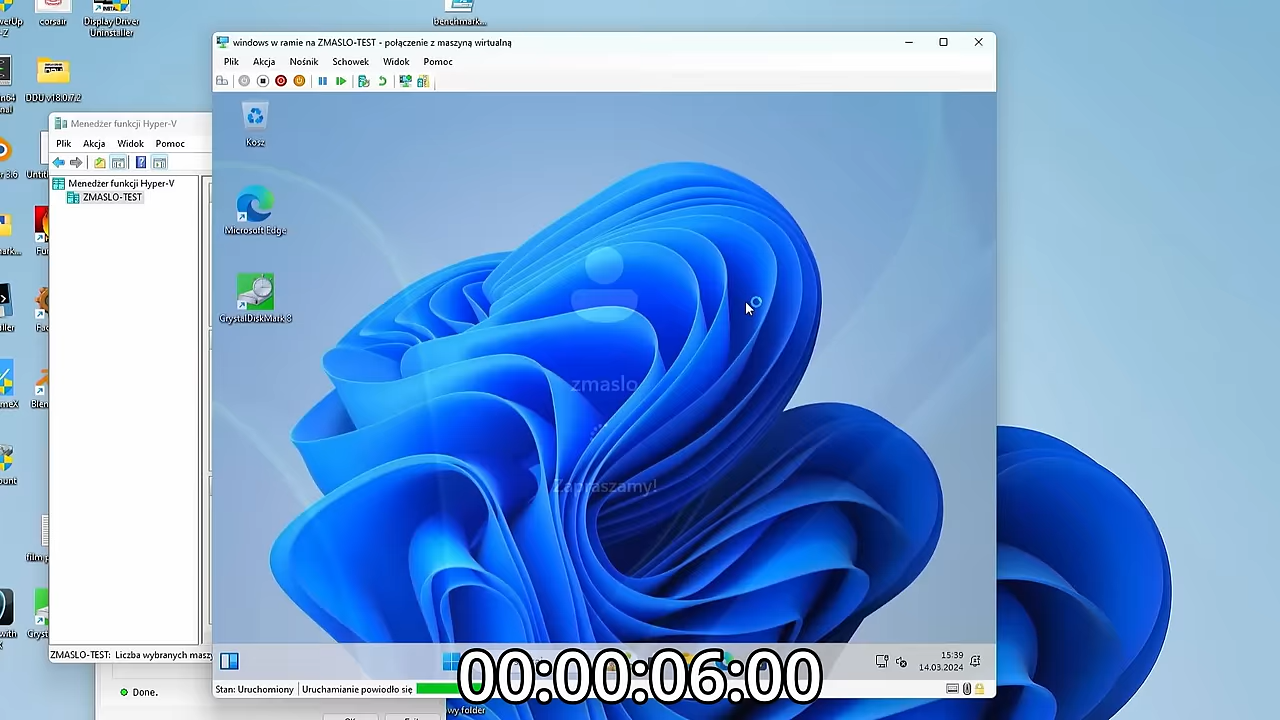 corsair
Display Driver
Uninstaller
benchmark...
DDU v18.0.7.2
windows w ramie na ZMASLO-TEST - połączenie z maszyną wirtualną
Plik Akcja Nośnik Schowek Widok Pomoc
Menedżer funkcji Hyper-V
Plik Akcja Widok Pomoc
Menedżer funkcji Hyper-V
ZMASLO-TEST
Kosz
Microsoft Edge
CrystalDiskMark 8
zmaslo
Zapraszamy!
15:39
14.03.2024
ZMASLO-TEST: Liczba wybranych masz
Stan: Uruchomiony
Uruchamianie powiodło się
Done.
00:00:06:00
wy folder